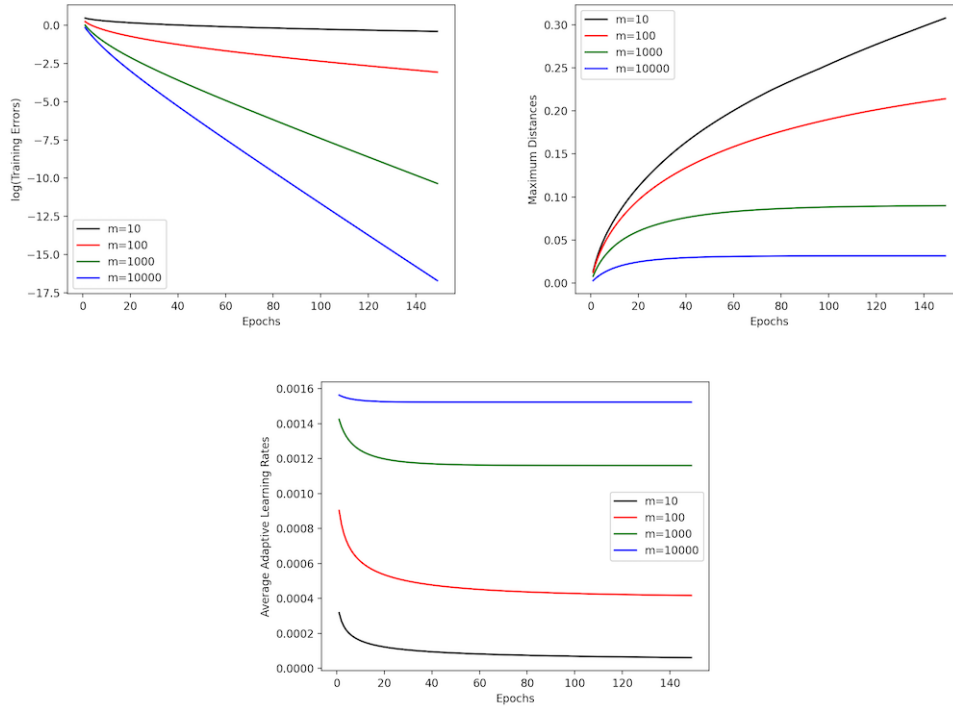 log(Training Errors)
0.0
−2.5
−5.0
−7.5
−10.0
−12.5
−15.0
−17.5
m=10
m=100
m=1000
m=10000
0 20 40 60 80 100 120 140
Epochs
Maximum Distances
0.30
0.25
0.20
0.15
0.10
0.05
0.00
m=10
m=100
m=1000
m=10000
0 20 40 60 80 100 120 140
Epochs
Average Adaptive Learning Rates
0.0016
0.0014
0.0012
0.0010
0.0008
0.0006
0.0004
0.0002
0.0000
m=10
m=100
m=1000
m=10000
0 20 40 60 80 100 120 140
Epochs